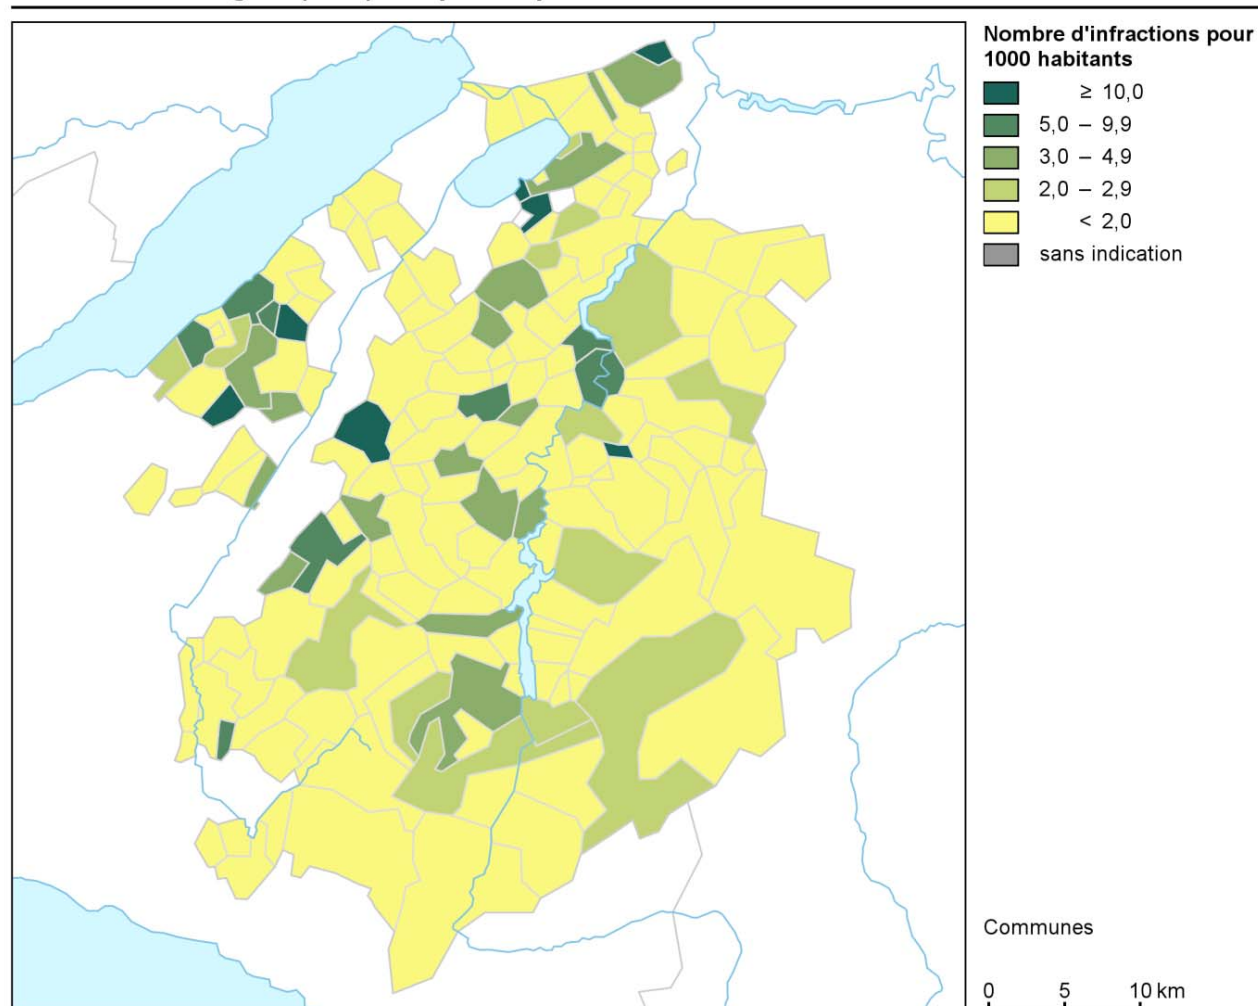 Nombre d'infractions pour
1000 habitants
≥ 10,0
5,0 – 9,9
3,0 – 4,9
2,0 – 2,9
< 2,0
sans indication
Communes
0 5 10 km